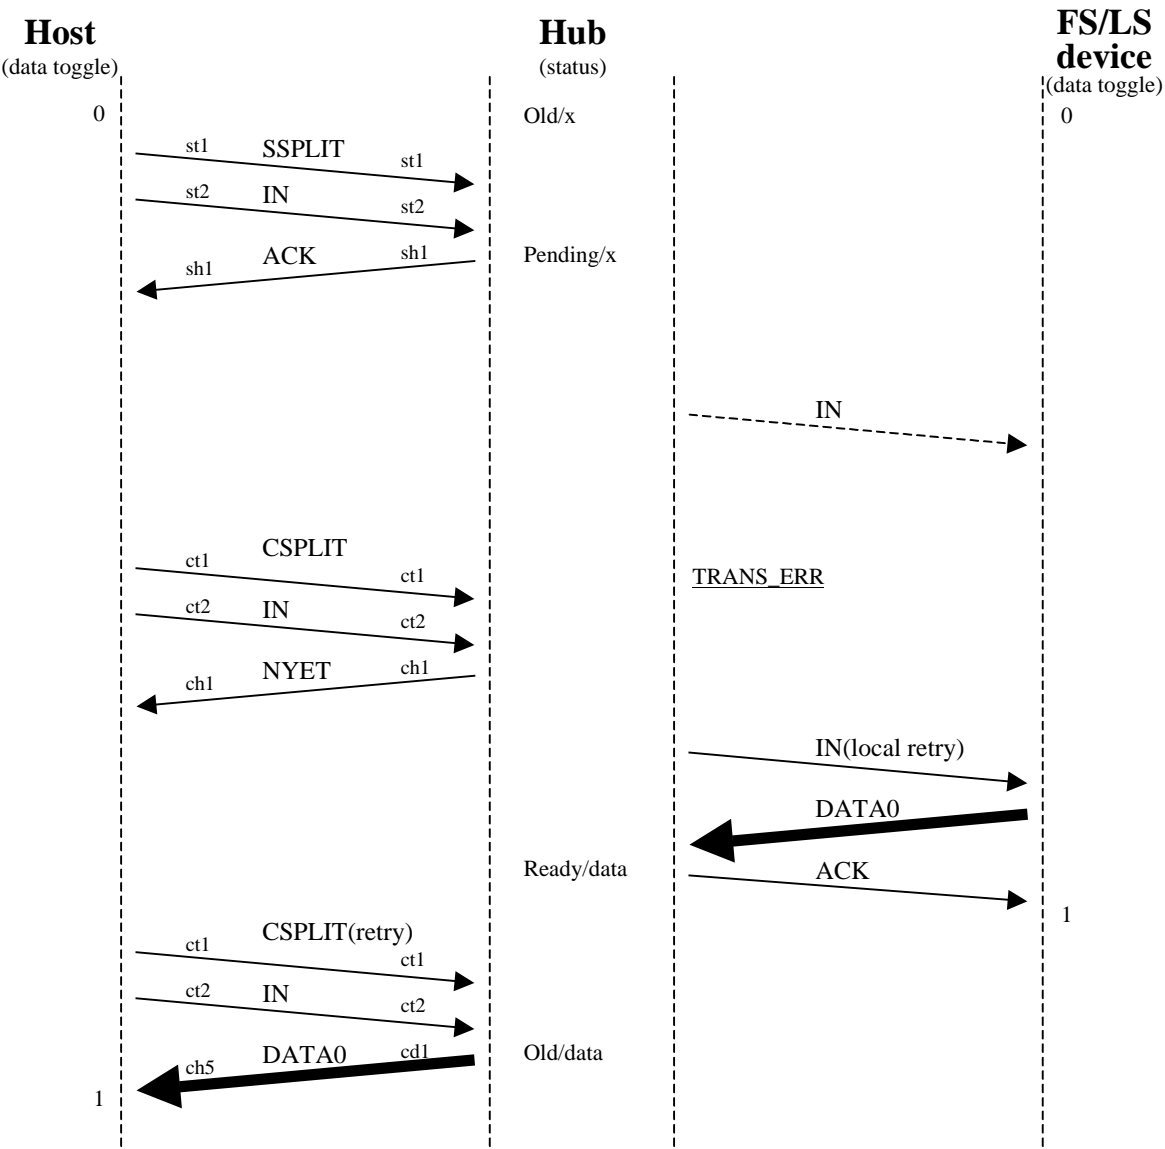 Host
(data toggle)
Hub
(status)
FS/LS
device
(data toggle)
0
Old/x
0
st1 SSPLIT st1
st2 IN st2
sh1 ACK sh1
Pending/x
IN
ct1 CSPLIT ct1
TRANS_ERR
ct2 IN ct2
ch1 NYET ch1
IN(local retry)
DATA0
Ready/data
ACK
1
ct1 CSPLIT(retry) ct1
ct2 IN ct2
ch5 DATA0 cd1
Old/data
1